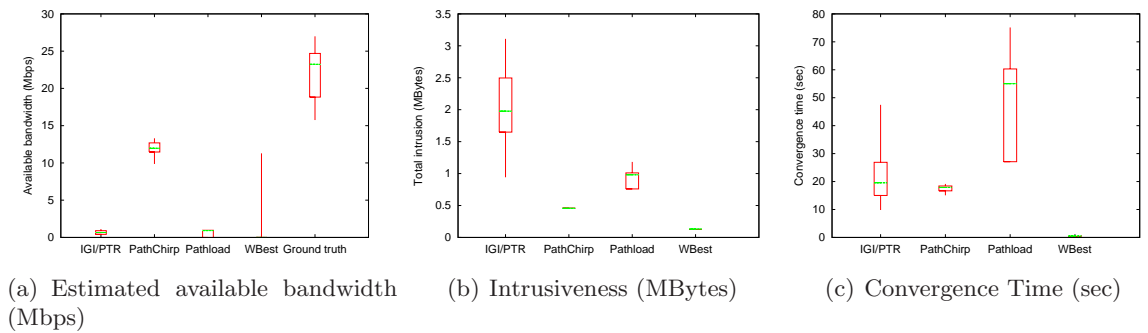 Available bandwidth (Mbps)
30
25
20
15
10
5
0
IGI/PTR PathChirp Pathload WBest Ground truth
Total intrusion (MBytes)
3.5
3
2.5
2
1.5
1
0.5
0
IGI/PTR PathChirp Pathload WBest
Convergence time (sec)
80
70
60
50
40
30
20
10
0
IGI/PTR PathChirp Pathload WBest
(a) Estimated available bandwidth
(Mbps)
(b) Intrusiveness (MBytes)
(c) Convergence Time (sec)